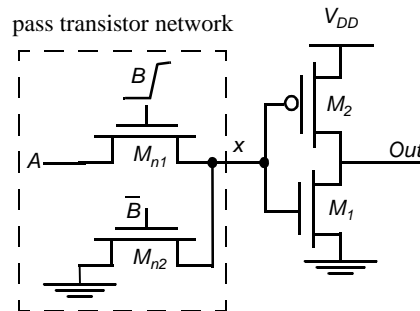 pass transistor network
V_DD
B
M_2
A
M_n1
x
Out
B̅
M_1
M_n2